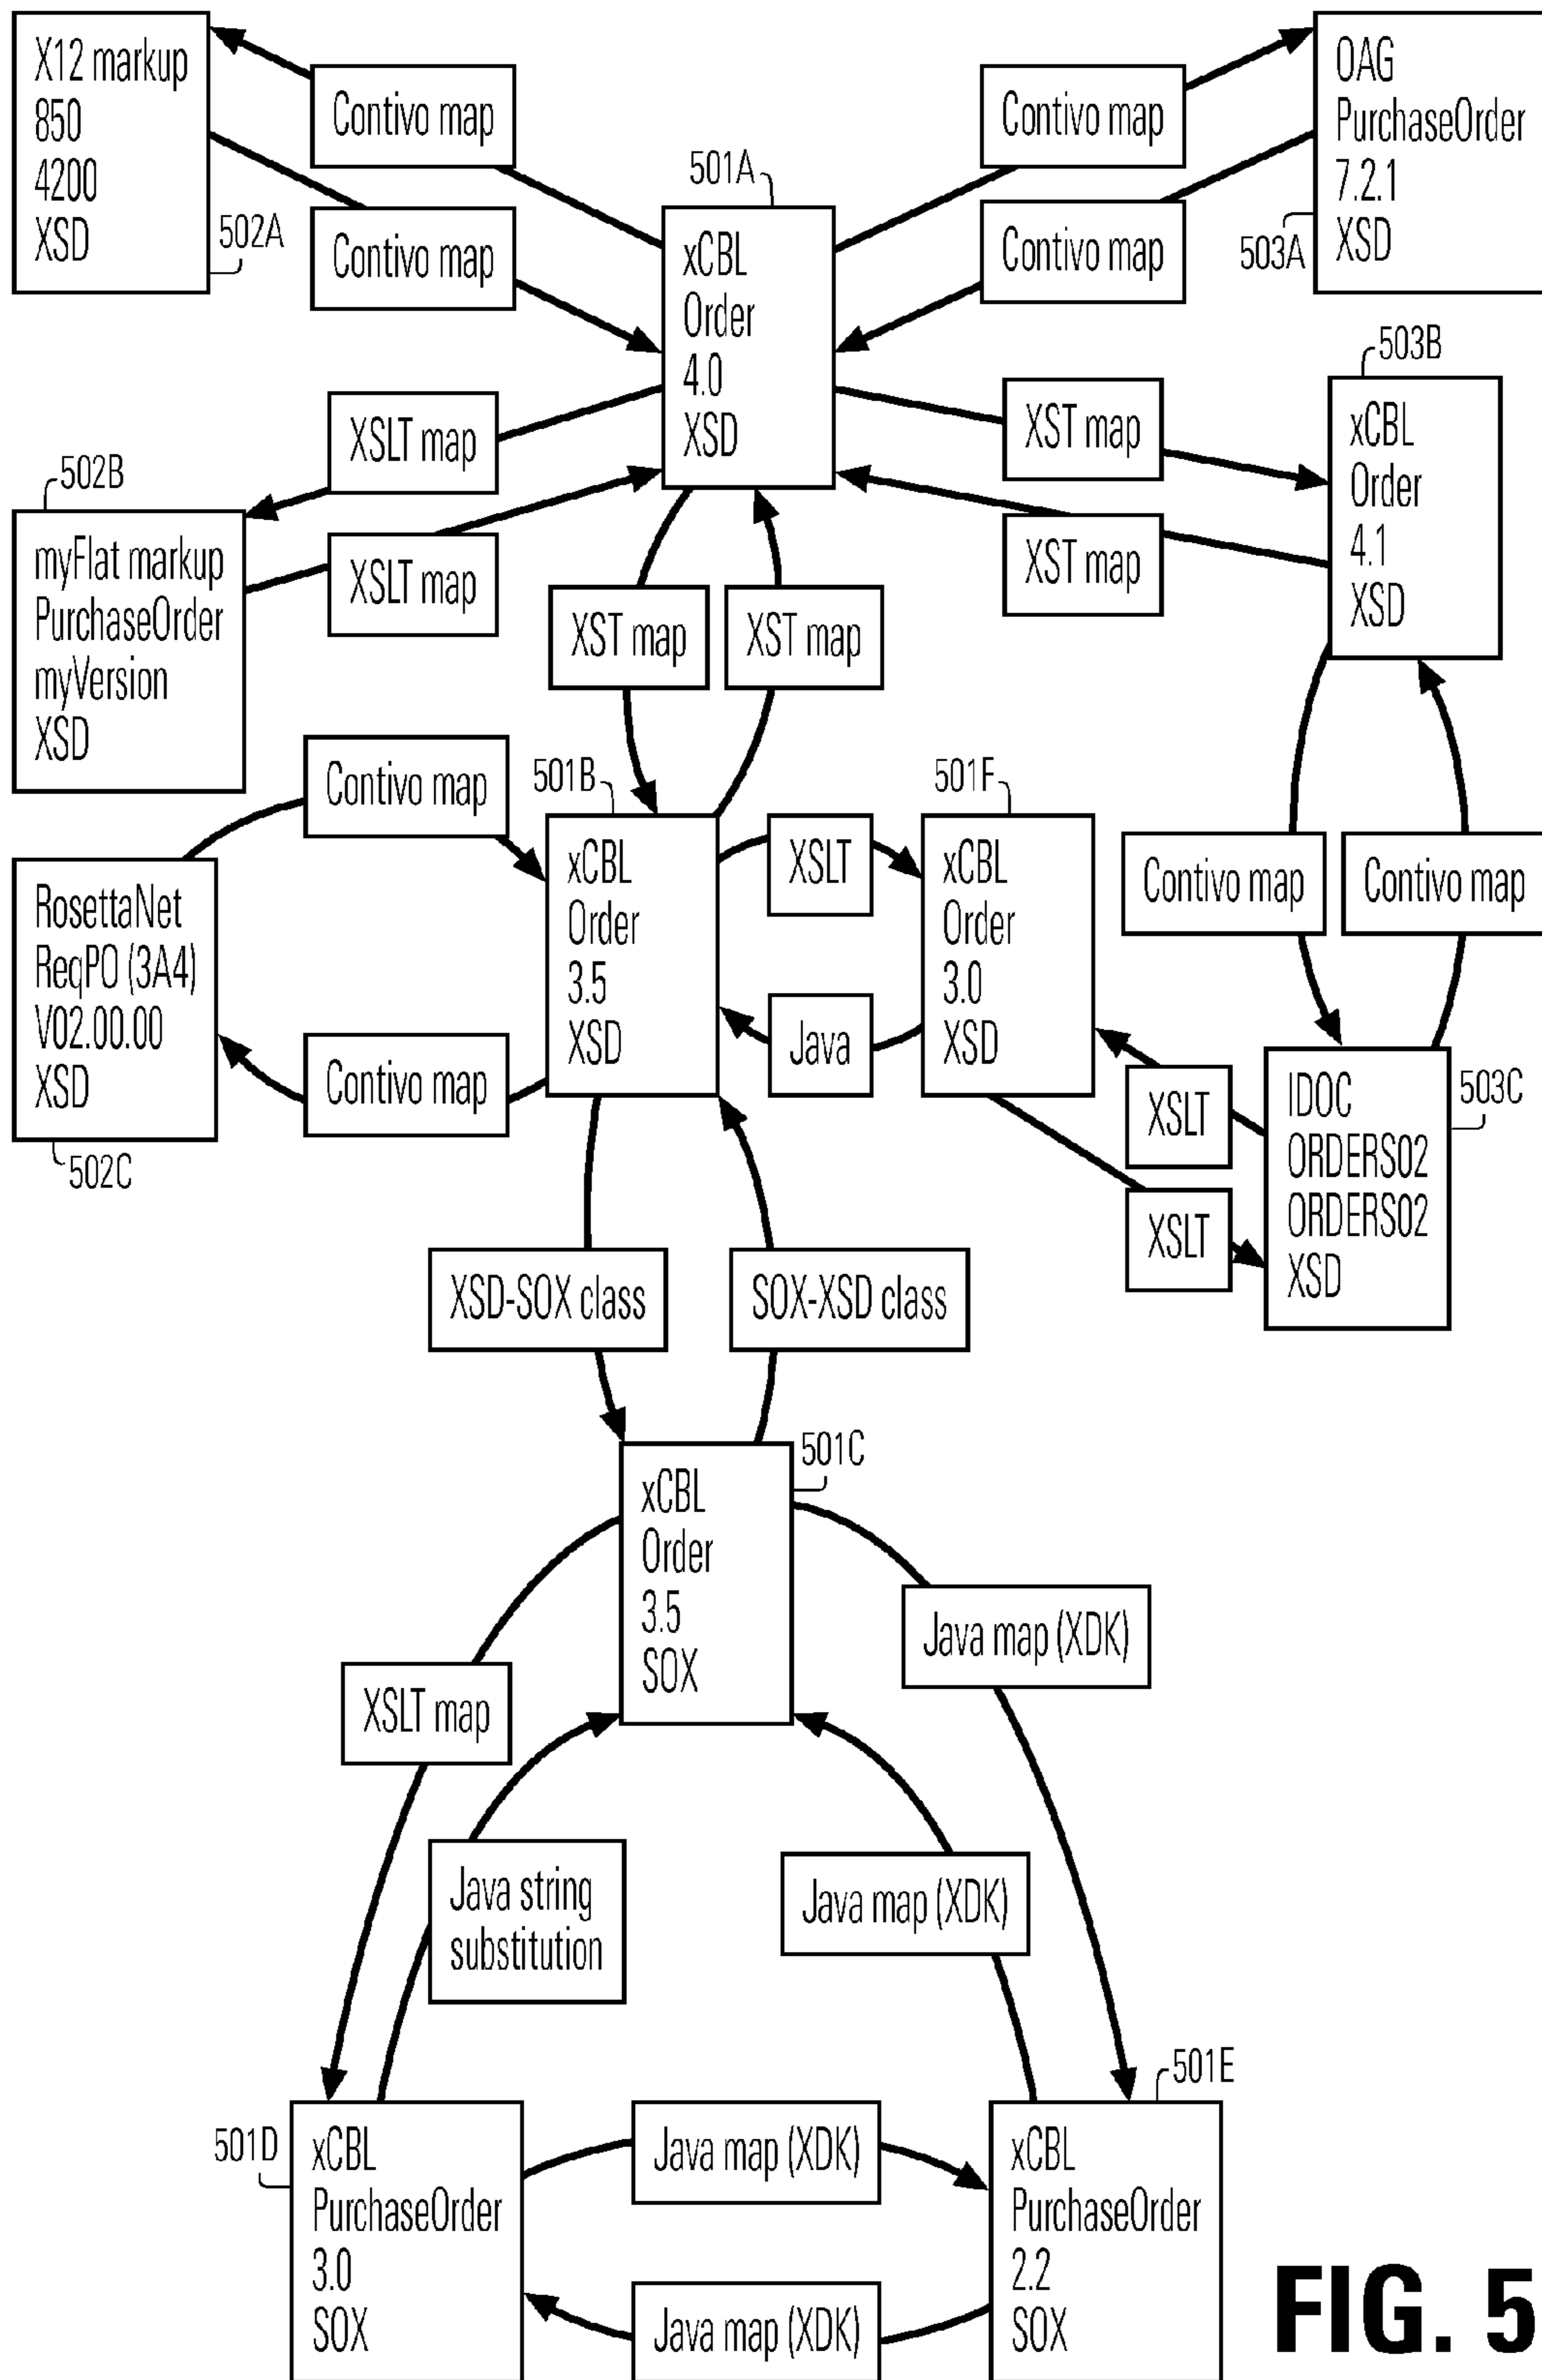 X12 markup
850
4200
XSD
502A
Contivo map
Contivo map
501A
xCBL
Order
4.0
XSD
Contivo map
Contivo map
OAG
PurchaseOrder
7.2.1
XSD
503A
503B
xCBL
Order
4.1
XSD
XSLT map
XSLT map
502B
myFlat markup
PurchaseOrder
myVersion
XSD
XST map
XST map
XST map
XST map
Contivo map
501B
xCBL
Order
3.5
XSD
XSLT
Java
501F
xCBL
Order
3.0
XSD
Contivo map
Contivo map
RosettaNet
ReqPO (3A4)
V02.00.00
XSD
502C
Contivo map
XSLT
XSLT
IDOC
ORDERS02
ORDERS02
XSD
503C
XSD-SOX class
SOX-XSD class
501C
xCBL
Order
3.5
SOX
Java map (XDK)
XSLT map
Java string
substitution
Java map (XDK)
501D
xCBL
PurchaseOrder
3.0
SOX
Java map (XDK)
Java map (XDK)
501E
xCBL
PurchaseOrder
2.2
SOX
FIG. 5